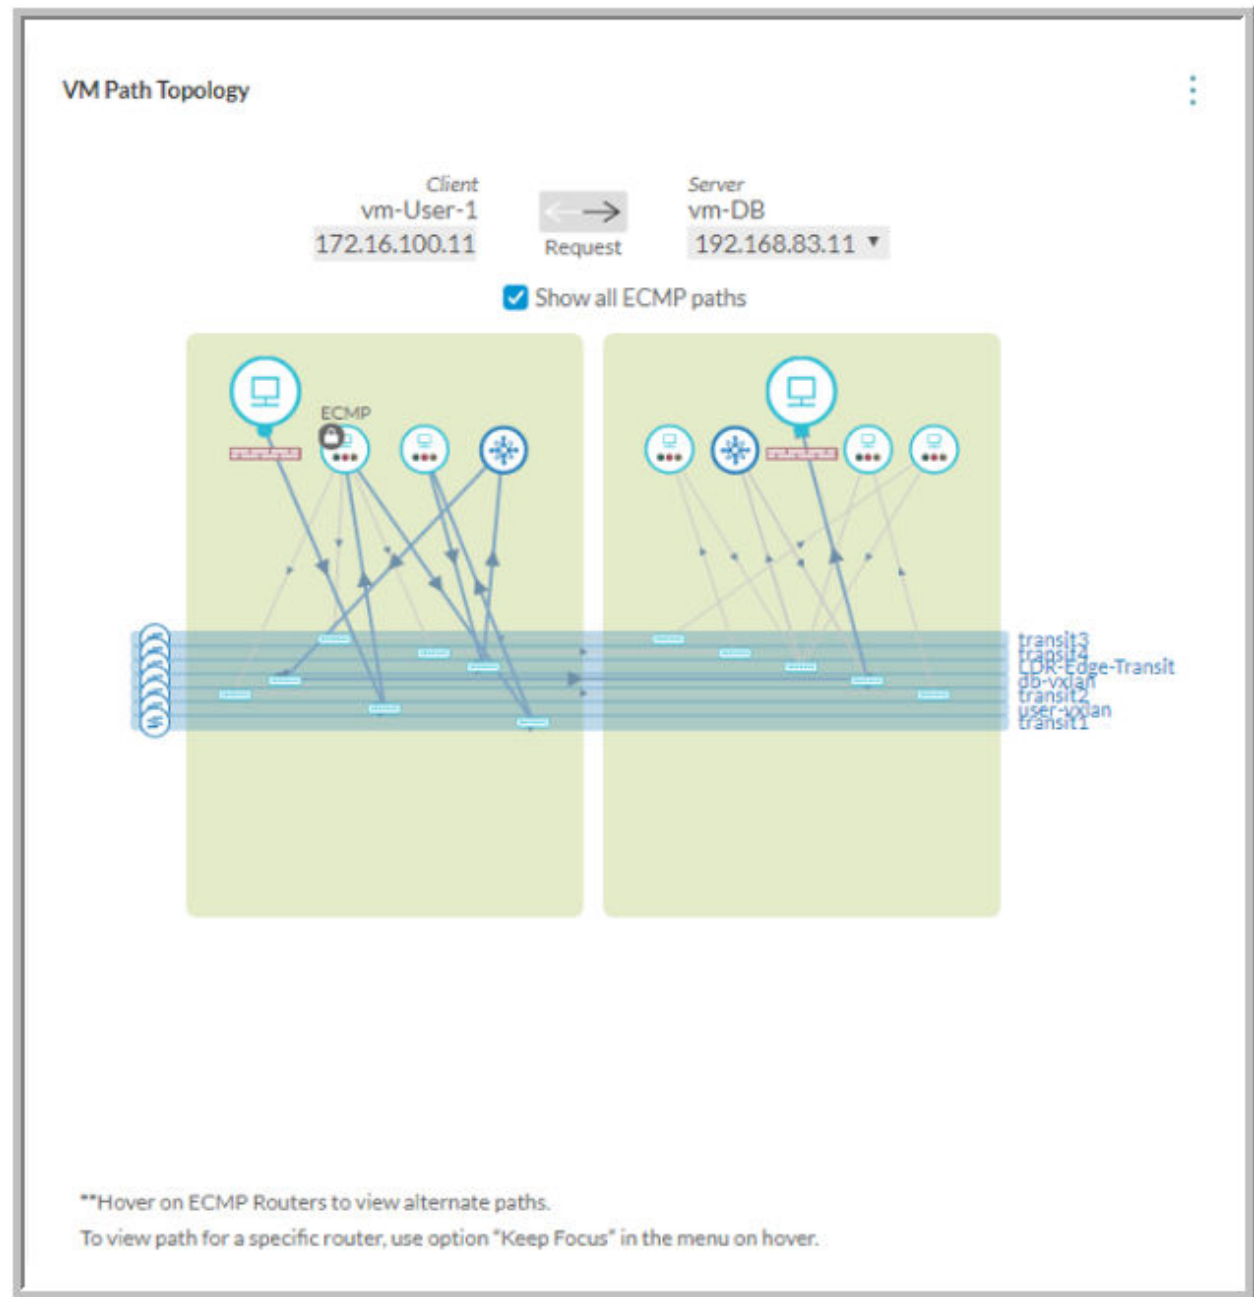 VM Path Topology
Client
Server
vm-User-1
vm-DB
172.16.100.11
192.168.83.11
Request
Show all ECMP paths
ECMP
transit3
transit4
LDR-Edge-Transit
db-vxlan
transit2
user-vxlan
transit1
**Hover on ECMP Routers to view alternate paths.
To view path for a specific router, use option “Keep Focus” in the menu on hover.